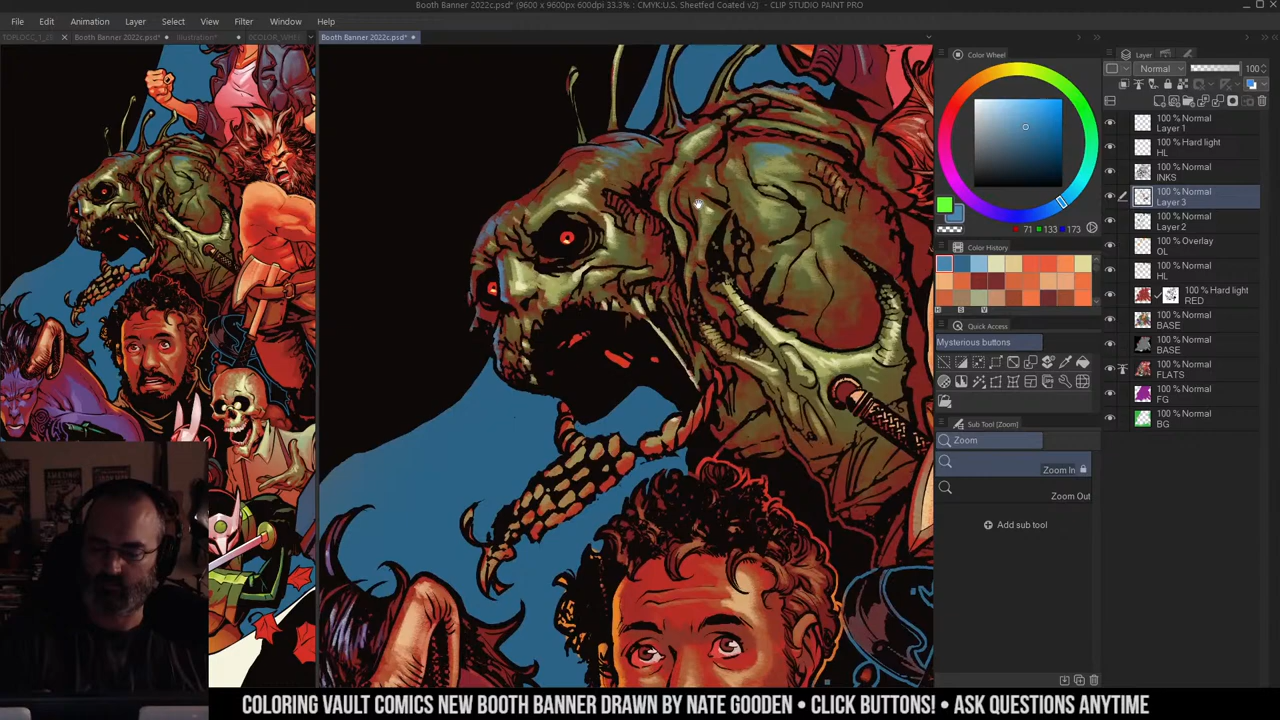 Booth Banner 2022c.psd* (9600 x 9600px 600dpi 33.3% : CMYK:U.S. Sheetfed Coated v2) - CLIP STUDIO PAINT PRO
File Edit Animation Layer Select View Filter Window Help
Booth Banner 2022c.psd* Illustration* Booth Banner 2022c.psd*
Color Wheel
71 133 173
Color History
H S V
Quick Access
Mysterious buttons
Sub Tool [Zoom]
Zoom
Zoom In
Zoom Out
Add sub tool
Layer
Normal 100
100 % Normal
Layer 1
100 % Hard light
HL
100 % Normal
INKS
100 % Normal
Layer 3
100 % Normal
Layer 2
100 % Overlay
OL
100 % Normal
HL
100 % Hard light
RED
100 % Normal
BASE
100 % Normal
BASE
100 % Normal
FLATS
100 % Normal
FG
100 % Normal
BG
COLORING VAULT COMICS NEW BOOTH BANNER DRAWN BY NATE GOODEN • CLICK BUTTONS! • ASK QUESTIONS ANYTIME